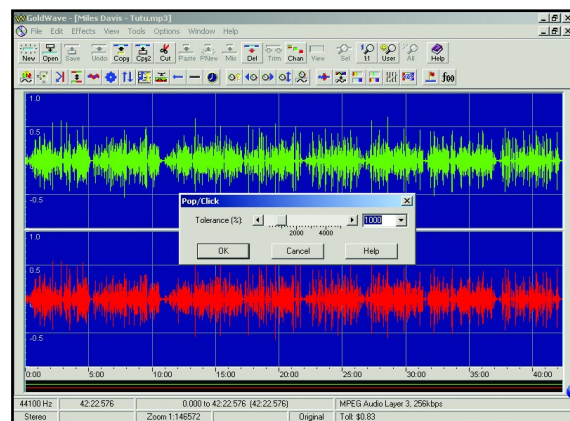 GoldWave - [Miles Davis - Tutu.mp3]
File Edit Effects View Tools Options Window Help
New Open Save Undo Copy Cpy2 Cut Paste PNew Mix Del Trim Chan View Sel 1:1 User All Help
f(x)
1.0
0.5
-0.5
Pop/Click
Tolerance (%): 1000
2000 4000
OK Cancel Help
1.0
0.5
-0.5
0:00 5:00 10:00 15:00 20:00 25:00 30:00 35:00 40:00
44100 Hz 42:22.576 0.000 to 42:22.576 (42:22.576) MPEG Audio Layer 3, 256kbps
Stereo Zoom 1:146572 Original Toll: $0.83